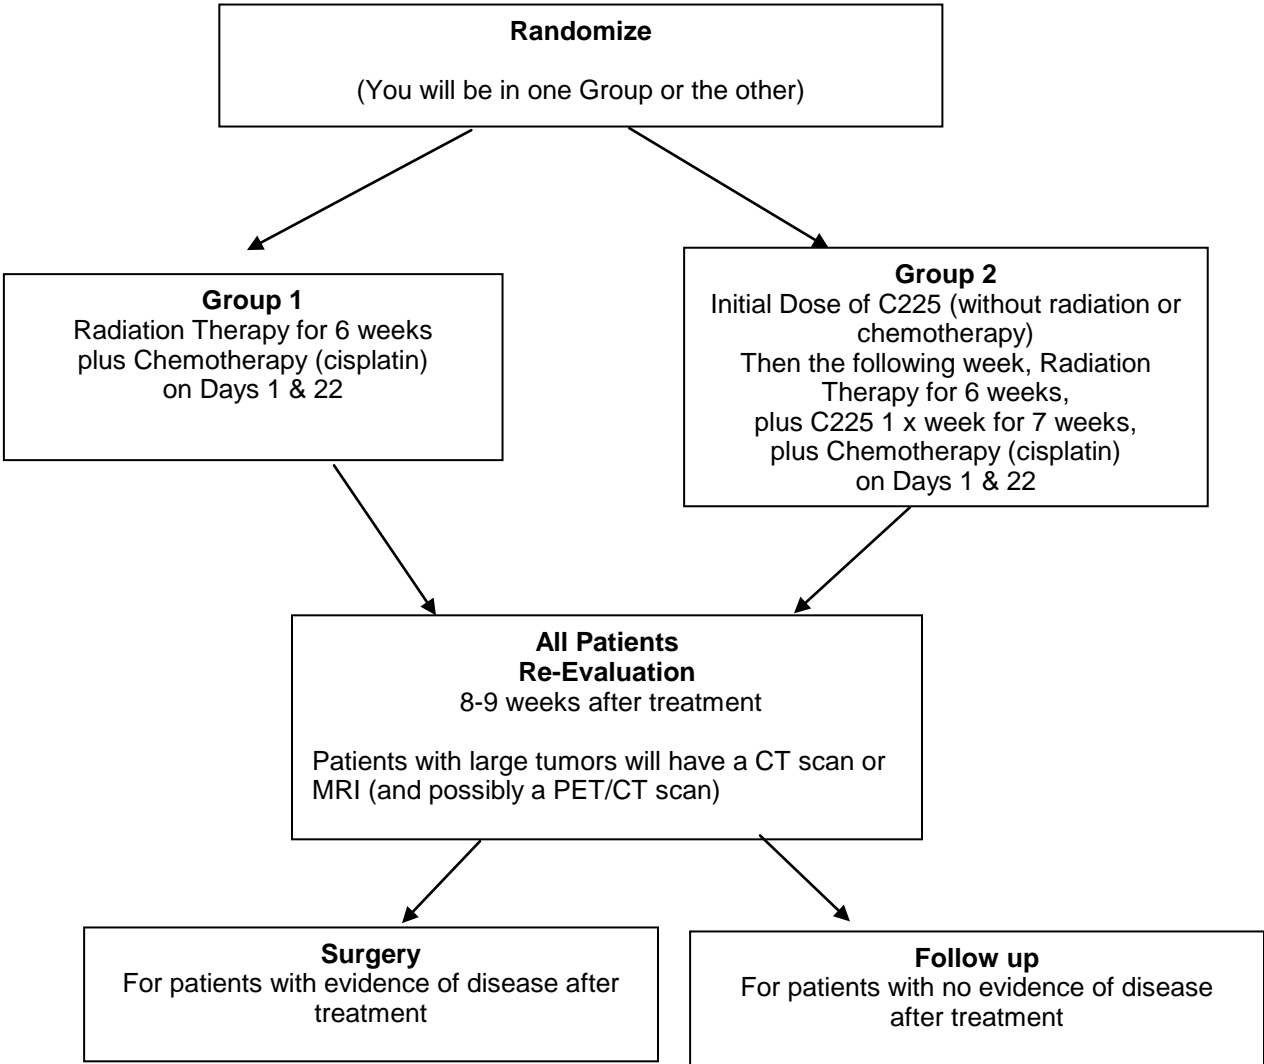 Randomize
(You will be in one Group or the other)
Group 1
Radiation Therapy for 6 weeks
plus Chemotherapy (cisplatin)
on Days 1 & 22
Group 2
Initial Dose of C225 (without radiation or
chemotherapy)
Then the following week, Radiation
Therapy for 6 weeks,
plus C225 1 x week for 7 weeks,
plus Chemotherapy (cisplatin)
on Days 1 & 22
All Patients
Re-Evaluation
8-9 weeks after treatment
Patients with large tumors will have a CT scan or
MRI (and possibly a PET/CT scan)
Surgery
For patients with evidence of disease after
treatment
Follow up
For patients with no evidence of disease
after treatment